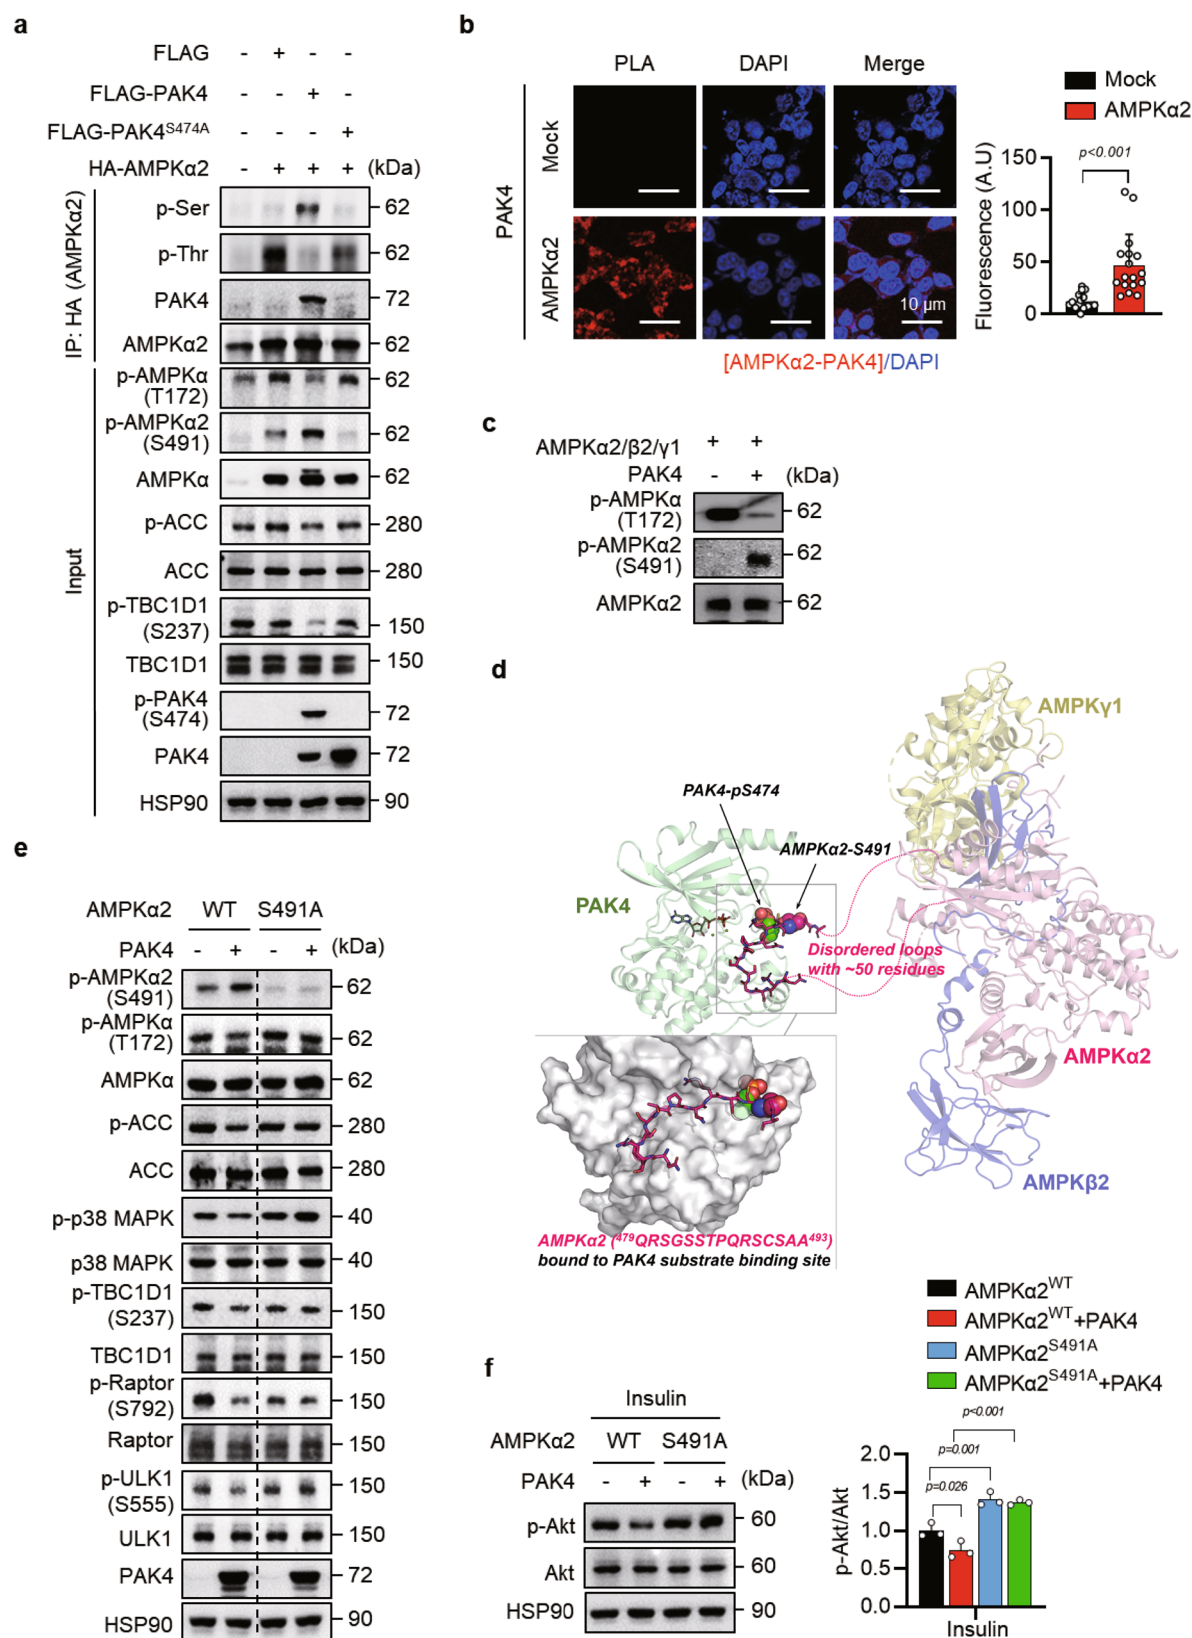 a
FLAG - + - -
FLAG-PAK4 - - + -
FLAG-PAK4S474A - - - +
HA-AMPKα2 - + + + (kDa)
IP: HA (AMPKα2)
p-Ser 62
p-Thr 62
PAK4 72
AMPKα2 62
Input
p-AMPKα
(T172) 62
p-AMPKα2
(S491) 62
AMPKα 62
p-ACC 280
ACC 280
p-TBC1D1
(S237) 150
TBC1D1 150
p-PAK4
(S474) 72
PAK4 72
HSP90 90
b
PLA DAPI Merge
PAK4
Mock
AMPKα2
10 µm
[AMPKα2-PAK4]/DAPI
Mock
AMPKα2
p<0.001
Fluorescence (A.U)
150
100
50
0
c
AMPKα2/β2/γ1 + +
PAK4 - + (kDa)
p-AMPKα
(T172) 62
p-AMPKα2
(S491) 62
AMPKα2 62
d
AMPKγ1
PAK4-pS474
AMPKα2-S491
PAK4
Disordered loops
with ~50 residues
AMPKα2
AMPKβ2
AMPKα2 (479QRSGSSTPQRSCSAA493)
bound to PAK4 substrate binding site
e
AMPKα2 WT S491A
PAK4 - + - + (kDa)
p-AMPKα2
(S491) 62
p-AMPKα
(T172) 62
AMPKα 62
p-ACC 280
ACC 280
p-p38 MAPK 40
p38 MAPK 40
p-TBC1D1
(S237) 150
TBC1D1 150
p-Raptor
(S792) 150
Raptor 150
p-ULK1
(S555) 150
ULK1 150
PAK4 72
HSP90 90
f
Insulin
AMPKα2 WT S491A
PAK4 - + - + (kDa)
p-Akt 60
Akt 60
HSP90 90
AMPKα2WT
AMPKα2WT+PAK4
AMPKα2S491A
AMPKα2S491A+PAK4
p<0.001
p=0.001
p=0.026
p-Akt/Akt
2.0
1.5
1.0
0.5
0.0
Insulin